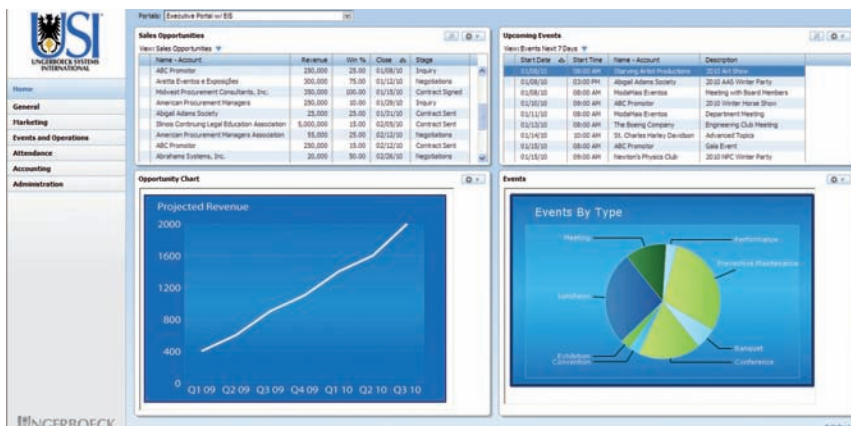 Portals: Executive Portal w/ EIS
USI
UNGERBOECK SYSTEMS
INTERNATIONAL
Home
General
Marketing
Events and Operations
Attendance
Accounting
Administration
Sales Opportunities
View: Sales Opportunities
Name - Account Revenue Win % Close Stage
ABC Promotor 250,000 25.00 01/08/10 Inquiry
Aretta Eventos e Exposições 300,000 75.00 01/12/10 Negotiations
Midwest Procurement Consultants, Inc. 350,000 100.00 01/15/10 Contract Signed
American Procurement Managers 250,000 10.00 01/29/10 Inquiry
Abigail Adams Society 25,000 25.00 01/31/10 Contract Sent
Illinois Continuing Legal Education Association 5,000,000 15.00 02/05/10 Contract Sent
American Procurement Managers Association 55,000 25.00 02/12/10 Negotiations
ABC Promotor 250,000 15.00 02/12/10 Contract Sent
Abrahams Systems, Inc. 20,000 50.00 02/26/10 Negotiations
Upcoming Events
View: Events Next 7 Days
Start Date Start Time Name - Account Description
01/08/10 08:00 AM Starving Artist Productions 2010 Art Show
01/08/10 03:00 PM Abigail Adams Society 2010 AAS Winter Party
01/10/10 08:00 AM ModaMais Eventos Meeting with Board Members
01/10/10 09:00 AM ABC Promotor 2010 Winter Horse Show
01/11/10 08:00 AM ModaMais Eventos Department Meeting
01/13/10 08:00 AM The Boeing Company Engineering Club Meeting
01/14/10 10:00 AM St. Charles Harley Davidson Advanced Topics
01/15/10 08:00 AM ABC Promotor Gala Event
01/15/10 09:00 AM Newton's Physics Club 2010 NPC Winter Party
Opportunity Chart
Projected Revenue
2000
1600
1200
800
400
0
Q1 09 Q2 09 Q3 09 Q4 09 Q1 10 Q2 10 Q3 10
Events
Events By Type
Meeting
Performance
Preventive Maintenance
Luncheon
Banquet
Exhibition
Convention
Conference
UNGERBOECK